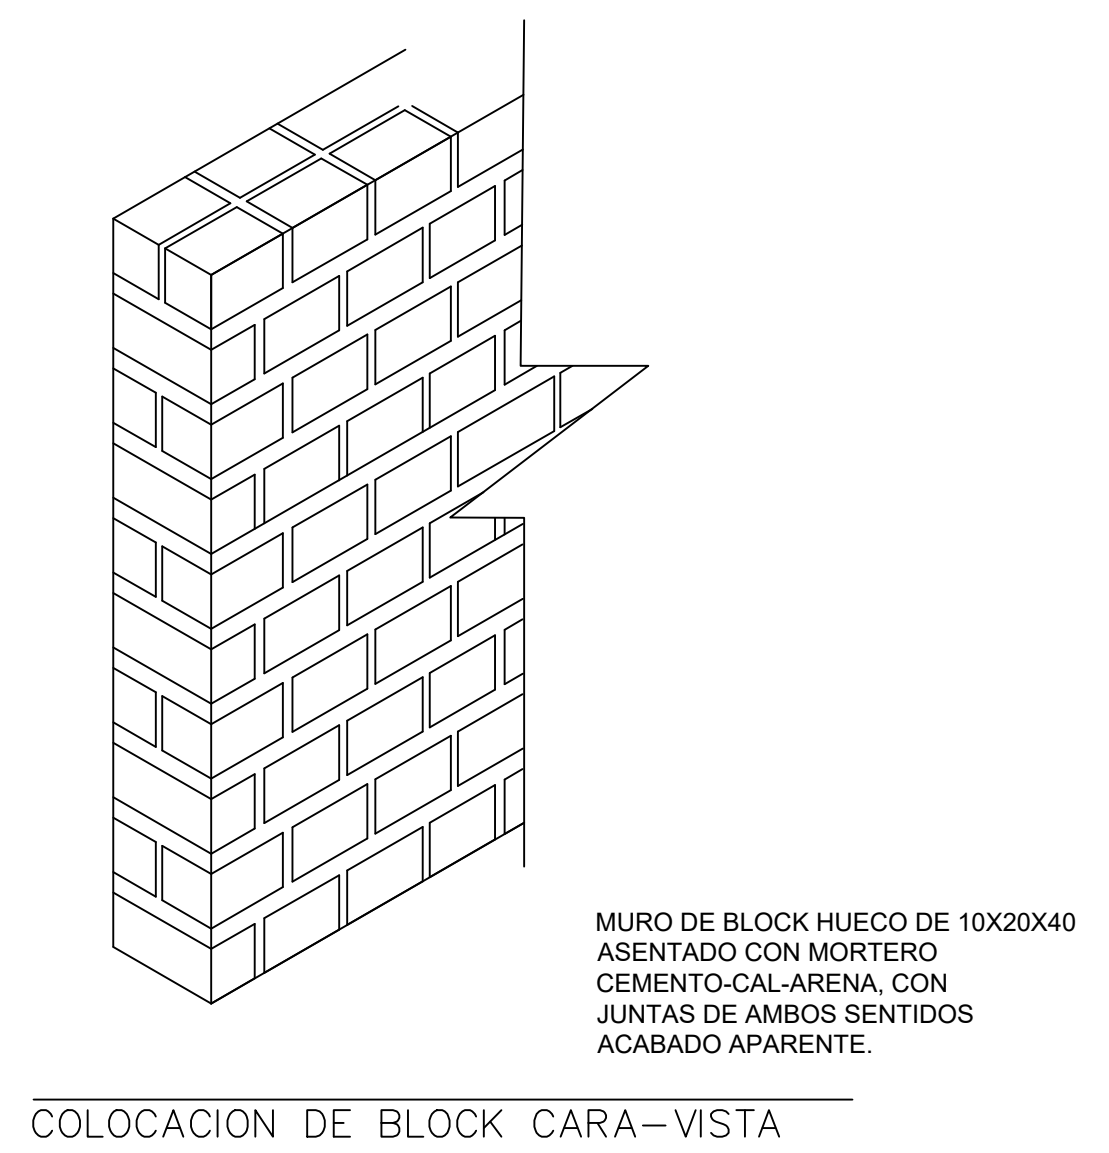 MURO DE BLOCK HUECO DE 10X20X40
ASENTADO CON MORTERO
CEMENTO-CAL-ARENA, CON
JUNTAS DE AMBOS SENTIDOS
ACABADO APARENTE.
COLOCACION DE BLOCK CARA-VISTA